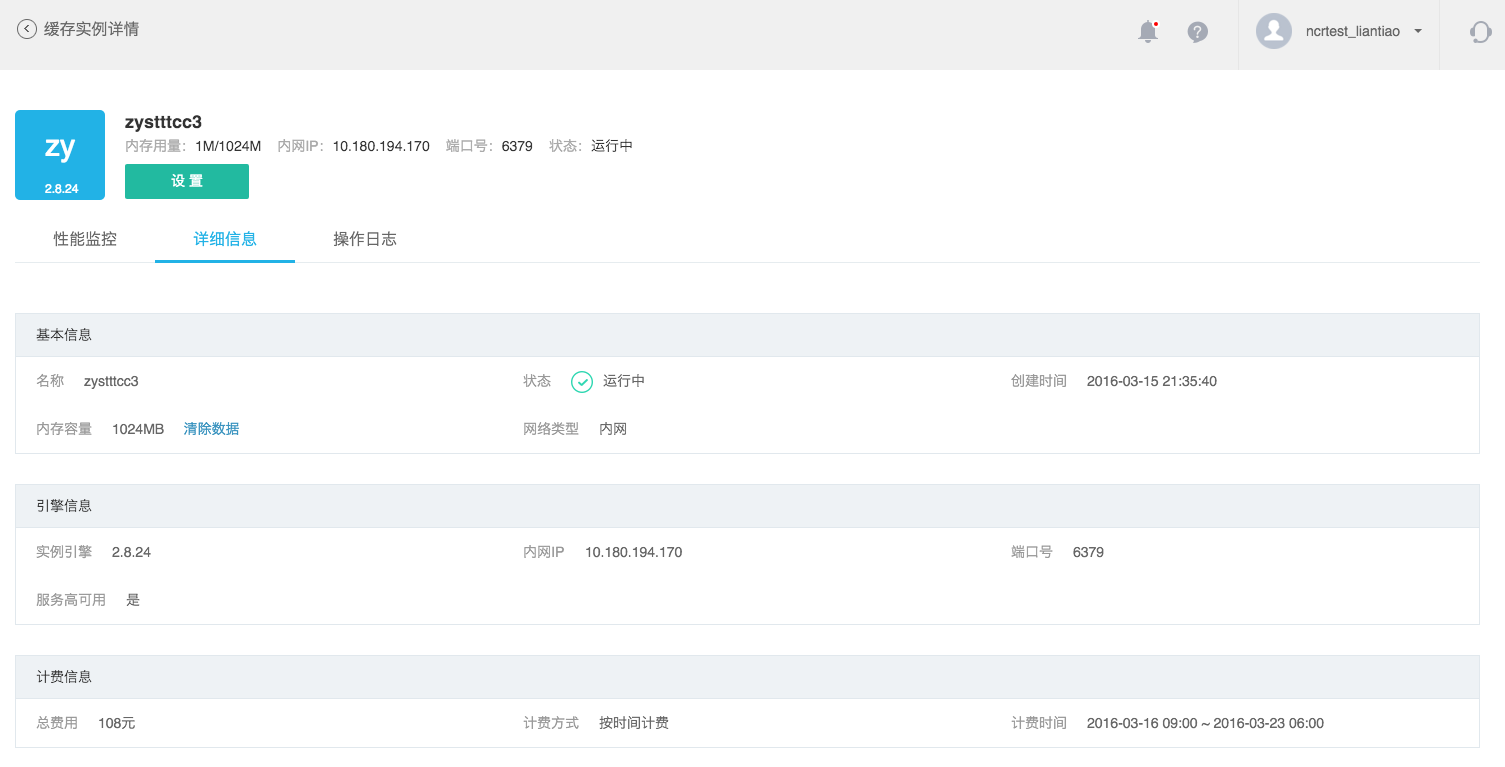 缓存实例详情
ncrtest_liantiao
zy
2.8.24
zystttcc3
内存用量: 1M/1024M 内网IP: 10.180.194.170 端口号: 6379 状态: 运行中
设 置
性能监控 详细信息 操作日志
基本信息
名称 zystttcc3 状态 运行中 创建时间 2016-03-15 21:35:40
内存容量 1024MB 清除数据 网络类型 内网
引擎信息
实例引擎 2.8.24 内网IP 10.180.194.170 端口号 6379
服务高可用 是
计费信息
总费用 108元 计费方式 按时间计费 计费时间 2016-03-16 09:00 ~ 2016-03-23 06:00